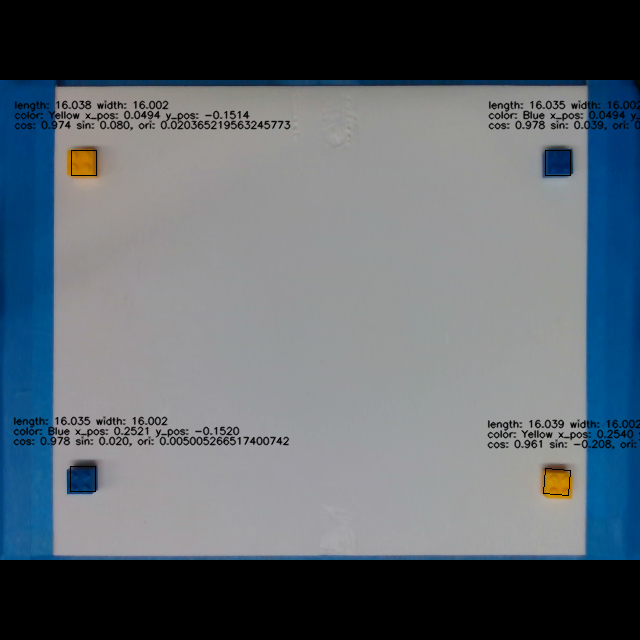 length: 16.038 width: 16.002
color: Yellow x_pos: 0.0494 y_pos: -0.1514
cos: 0.974 sin: 0.080, ori: 0.020365219563245773
length: 16.035 width: 16.002
color: Blue x_pos: 0.0494 y
cos: 0.978 sin: 0.039, ori: 0
length: 16.035 width: 16.002
color: Blue x_pos: 0.2521 y_pos: -0.1520
cos: 0.978 sin: 0.020, ori: 0.005005266517400742
length: 16.039 width: 16.002
color: Yellow x_pos: 0.2540
cos: 0.961 sin: -0.208, ori: